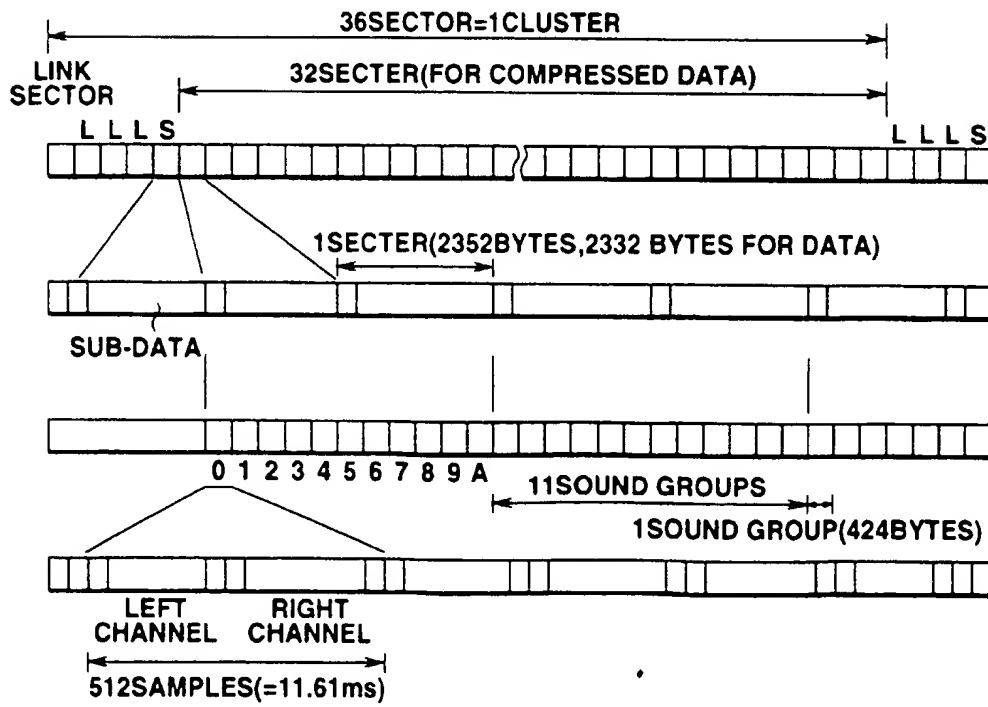 36SECTOR=1CLUSTER
LINK
SECTOR
32SECTER(FOR COMPRESSED DATA)
L L L S
L L L S
1SECTER(2352BYTES,2332 BYTES FOR DATA)
SUB-DATA
0 1 2 3 4 5 6 7 8 9 A
11SOUND GROUPS
1SOUND GROUP(424BYTES)
LEFT
CHANNEL
RIGHT
CHANNEL
512SAMPLES(=11.61ms)